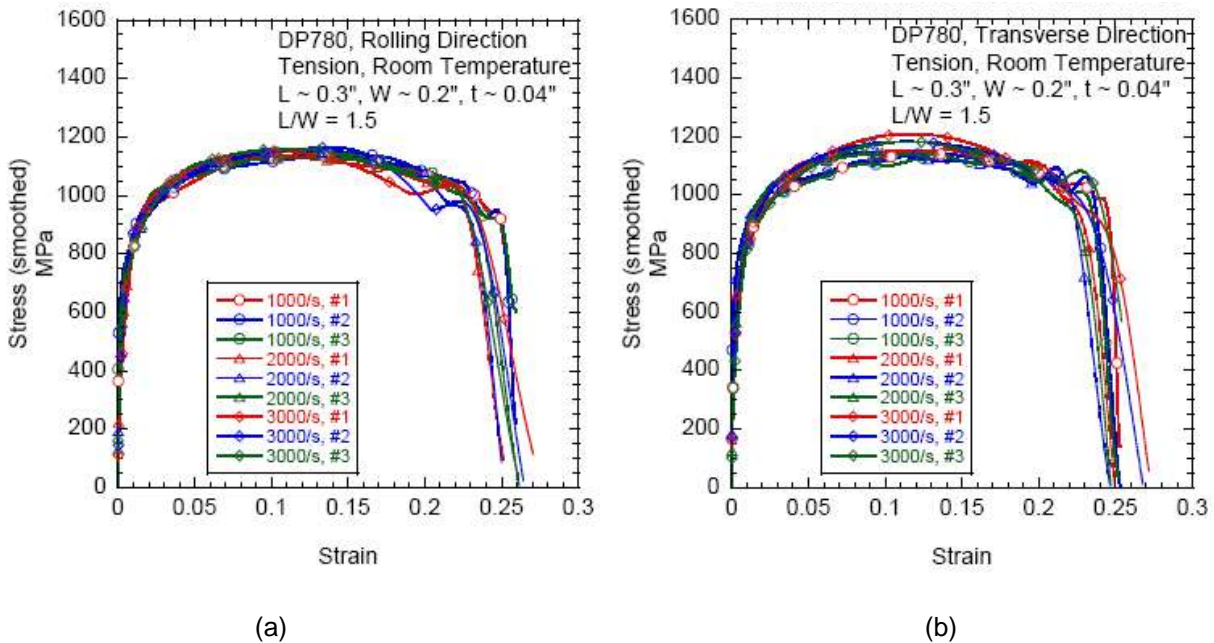 1600
1400
1200
1000
800
600
400
200
0
Stress (smoothed)
MPa
DP780, Rolling Direction
Tension, Room Temperature
L ~ 0.3", W ~ 0.2", t ~ 0.04"
L/W = 1.5
1000/s, #1
1000/s, #2
1000/s, #3
2000/s, #1
2000/s, #2
2000/s, #3
3000/s, #1
3000/s, #2
3000/s, #3
0 0.05 0.1 0.15 0.2 0.25 0.3
Strain
(a)
1600
1400
1200
1000
800
600
400
200
0
Stress (smoothed)
MPa
DP780, Transverse Direction
Tension, Room Temperature
L ~ 0.3", W ~ 0.2", t ~ 0.04"
L/W = 1.5
1000/s, #1
1000/s, #2
1000/s, #3
2000/s, #1
2000/s, #2
2000/s, #3
3000/s, #1
3000/s, #2
3000/s, #3
0 0.05 0.1 0.15 0.2 0.25 0.3
Strain
(b)